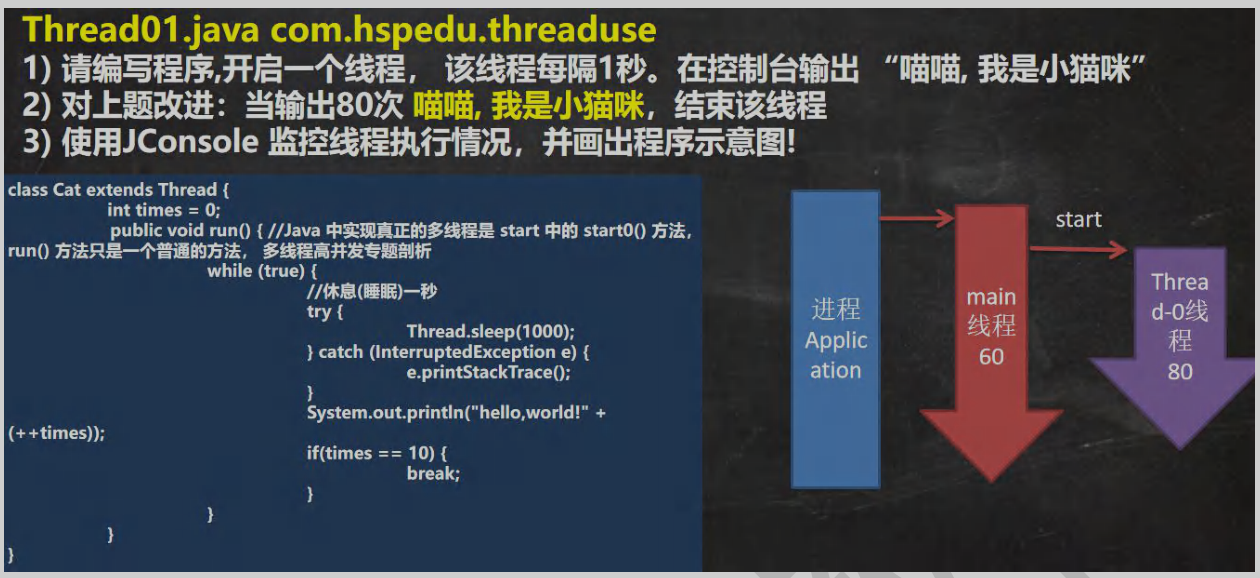 Thread01.java com.hspedu.threaduse
1) 请编写程序,开启一个线程， 该线程每隔1秒。在控制台输出 “喵喵, 我是小猫咪”
2) 对上题改进：当输出80次 喵喵, 我是小猫咪，结束该线程
3) 使用JConsole 监控线程执行情况，并画出程序示意图!
class Cat extends Thread {
int times = 0;
public void run() { //Java 中实现真正的多线程是 start 中的 start0() 方法，
run() 方法只是一个普通的方法， 多线程高并发专题剖析
while (true) {
//休息(睡眠)一秒
try {
Thread.sleep(1000);
} catch (InterruptedException e) {
e.printStackTrace();
}
System.out.println("hello,world!" +
(++times));
if(times == 10) {
break;
}
}
}
}
进程
Applic
ation
main
线程
60
start
Threa
d-0线
程
80